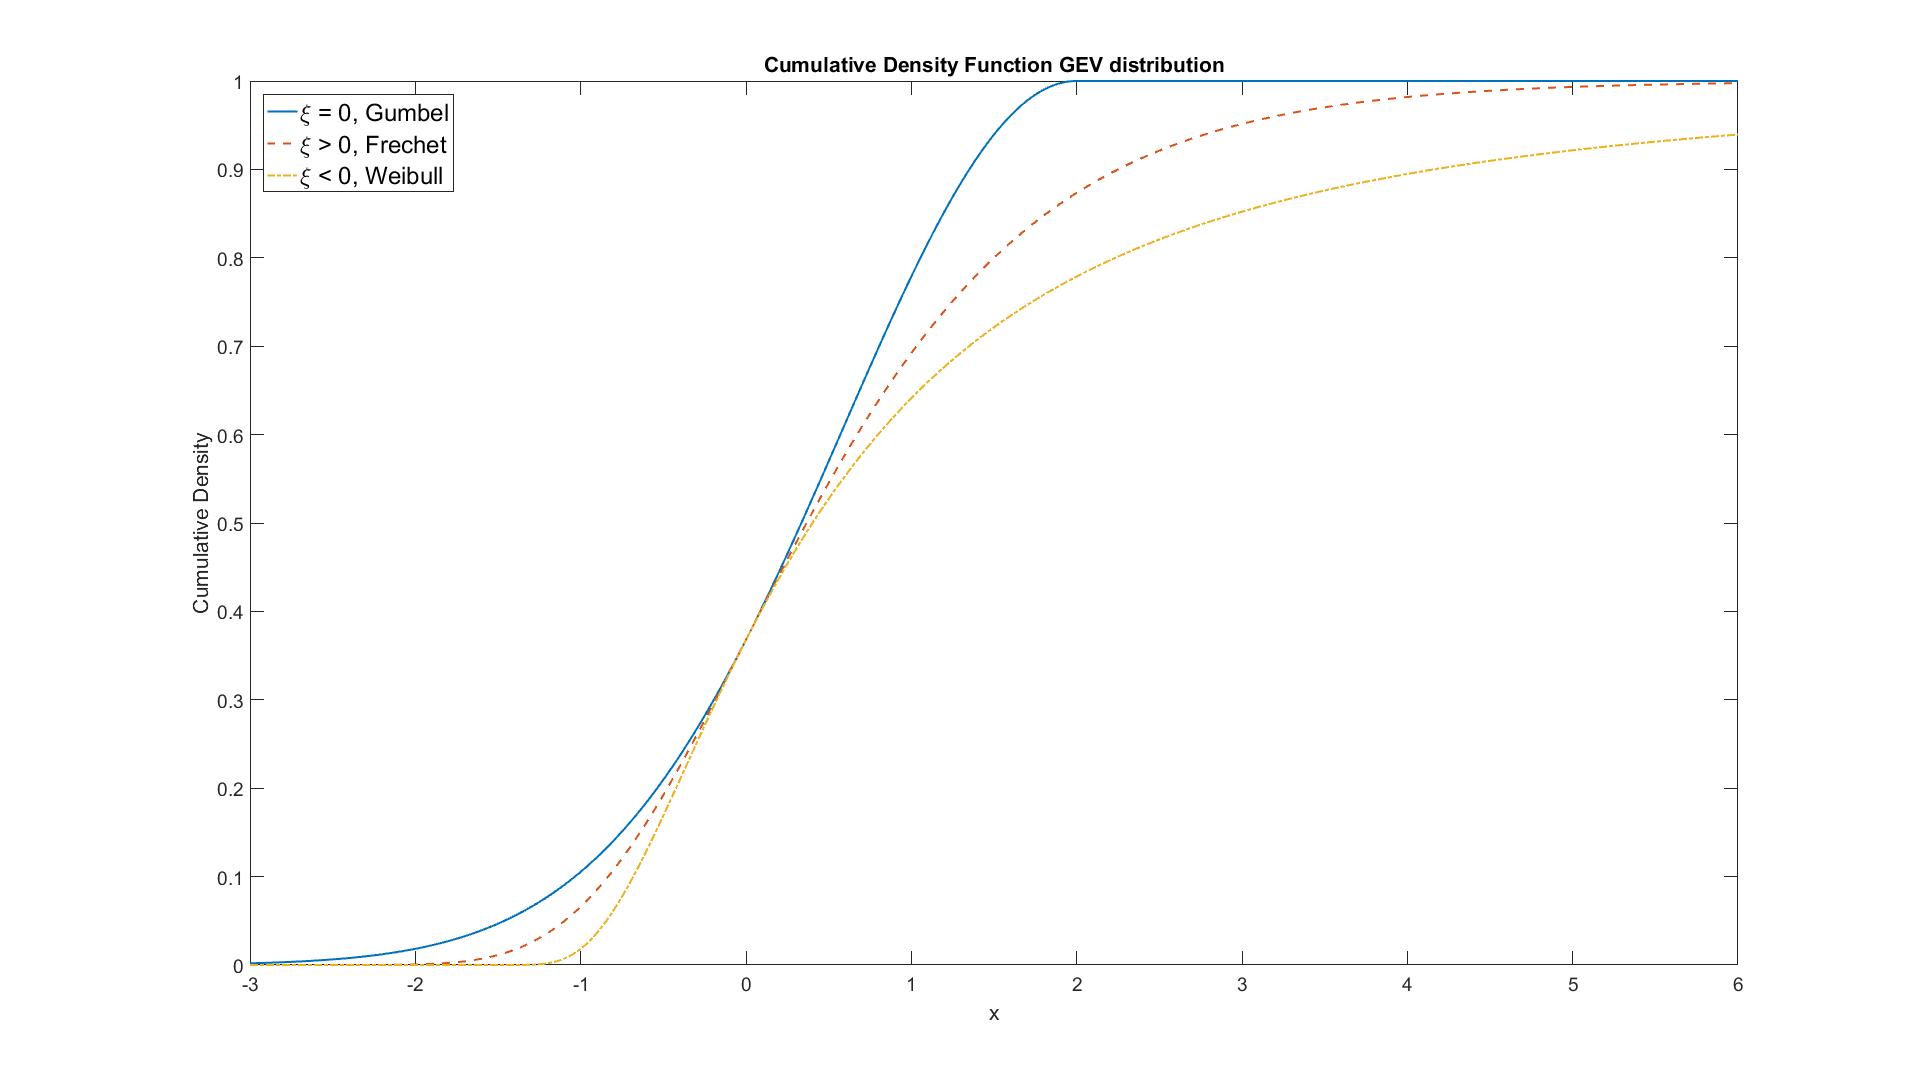 Cumulative Density Function GEV distribution
ξ = 0, Gumbel
ξ > 0, Frechet
ξ < 0, Weibull
1
0.9
0.8
0.7
0.6
0.5
0.4
0.3
0.2
0.1
0
Cumulative Density
-3 -2 -1 0 1 2 3 4 5 6
x